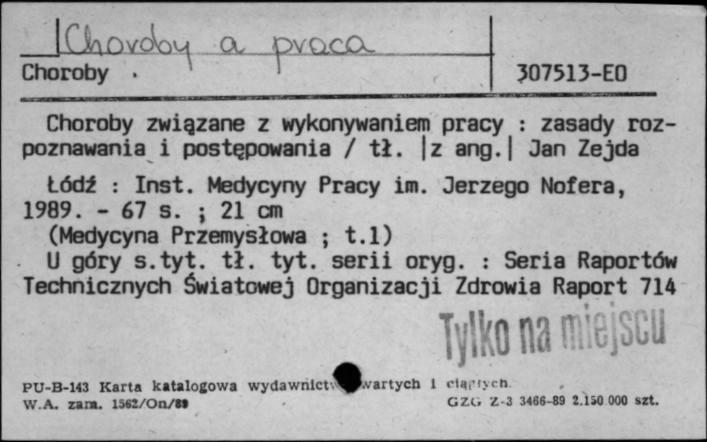 Choroby a praca
Choroby . 307513-EO
Choroby związane z wykonywaniem pracy : zasady roz-
poznawania i postępowania / tł. |z ang.| Jan Zejda
Łódź : Inst. Medycyny Pracy im. Jerzego Nofera,
1989. - 67 s. ; 21 cm
(Medycyna Przemysłowa ; t.1)
U góry s.tyt. tł. tyt. serii oryg. : Seria Raportów
Technicznych Światowej Organizacji Zdrowia Raport 714
Tylko na miejscu
PU-B-143 Karta katalogowa wydawnictw zwartych i ciągłych.
W.A. zam. 1562/On/89 GZG Z-3 3466-89 2.150 000 szt.